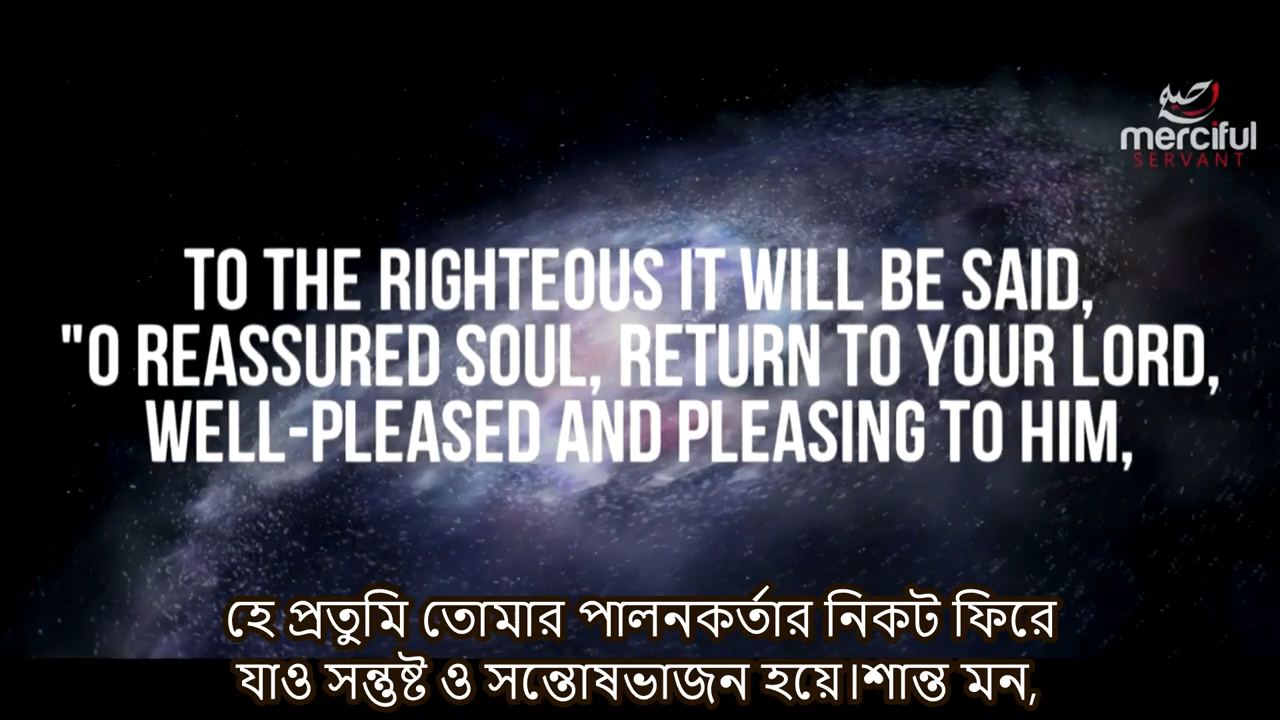 merciful
SERVANT
TO THE RIGHTEOUS IT WILL BE SAID,
"O REASSURED SOUL, RETURN TO YOUR LORD,
WELL-PLEASED AND PLEASING TO HIM,
হে প্রতুমি তোমার পালনকর্তার নিকট ফিরে
যাও সন্তুষ্ট ও সন্তোষভাজন হয়ে।শান্ত মন,